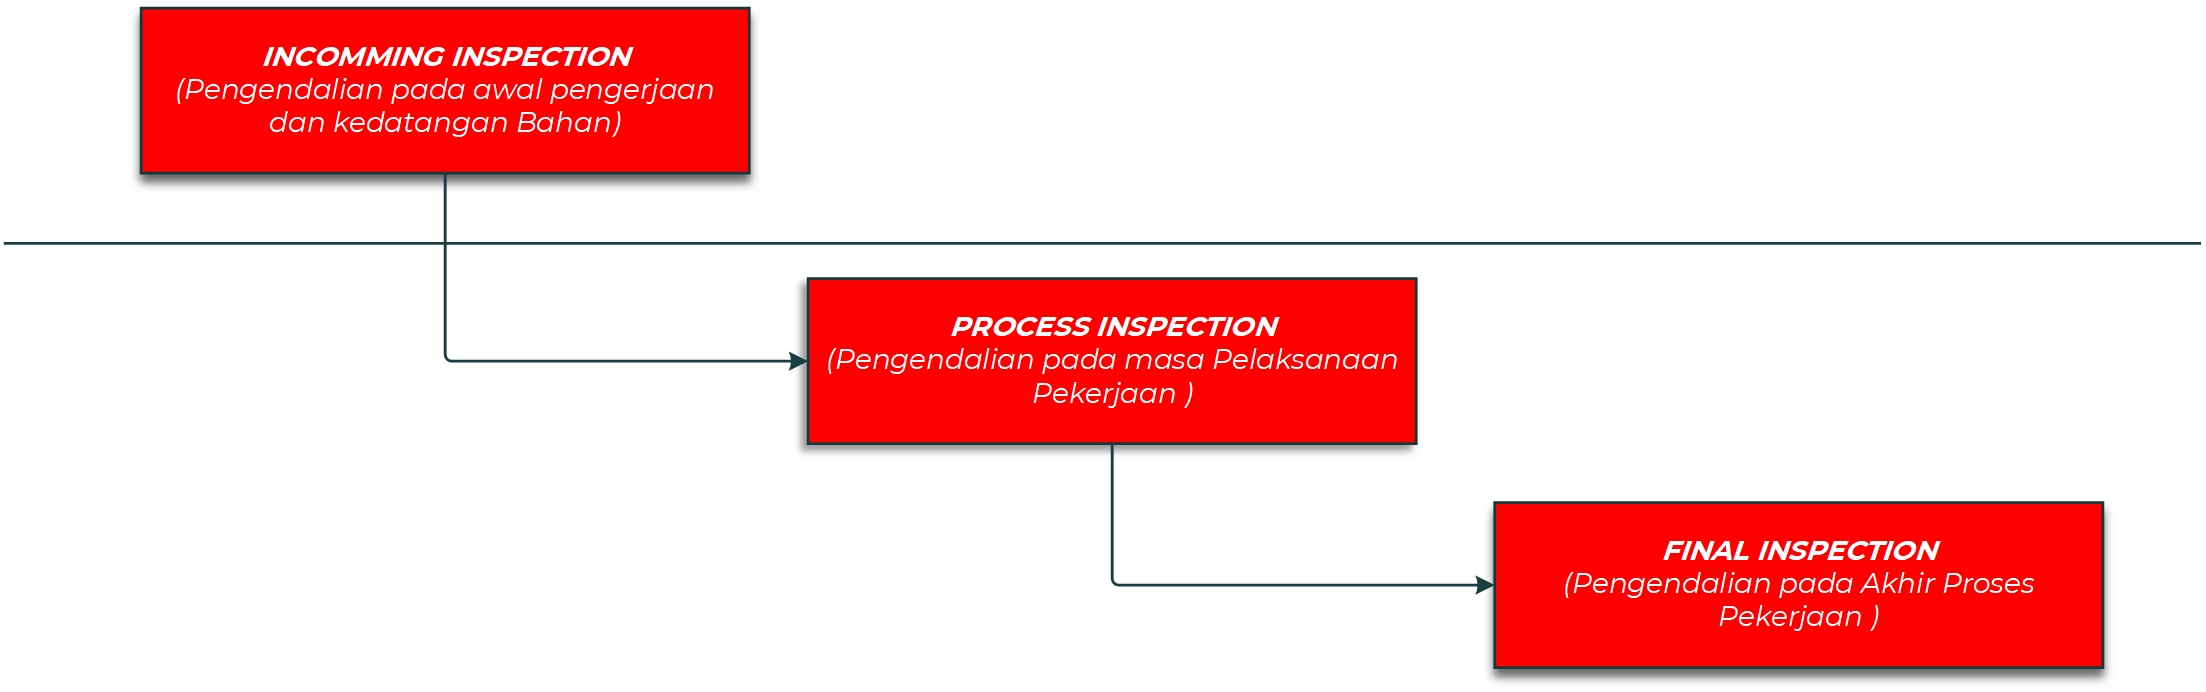 INCOMMING INSPECTION
(Pengendalian pada awal pengerjaan
dan kedatangan Bahan)
PROCESS INSPECTION
(Pengendalian pada masa Pelaksanaan
Pekerjaan )
FINAL INSPECTION
(Pengendalian pada Akhir Proses
Pekerjaan )